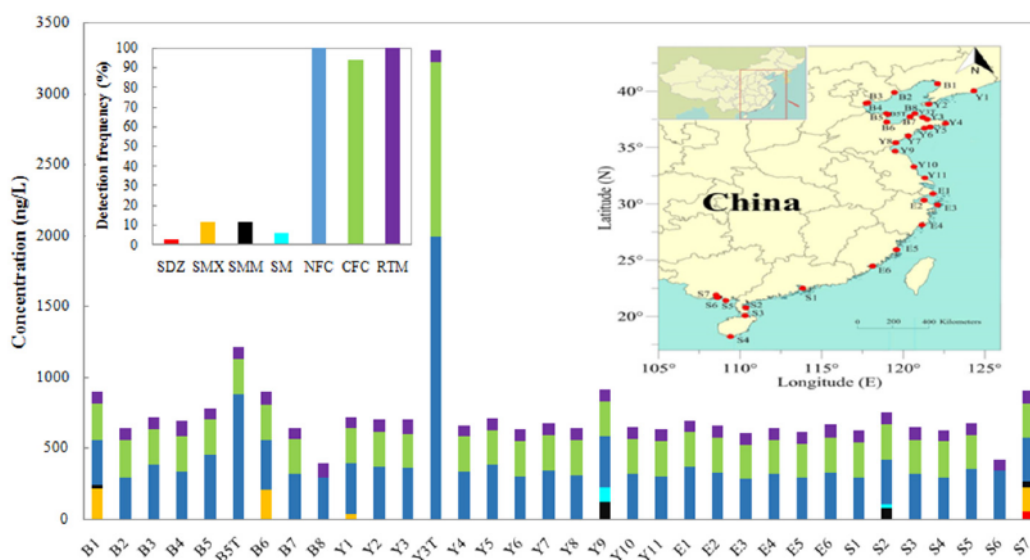 Concentration (ng/L)
3500
3000
2500
2000
1500
1000
500
0
Detection frequency (%)
100
90
80
70
60
50
40
30
20
10
0
SDZ SMX SMM SM NFC CFC RTM
N
Latitude (N)
40°
35°
30°
25°
20°
105° 110° 115° 120° 125°
Longitude (E)
China
B1
B2
B3
B4
B5
B5T
B6
B7
B8
Y1
Y2
Y3T
Y3
Y4
Y5
Y6
Y7
Y8
Y9
Y10
Y11
E1
E2
E3
E4
E5
E6
S1
S2
S3
S4
S5
S6
S7
0 200 400 Kilometers
B1 B2 B3 B4 B5 B5T B6 B7 B8 Y1 Y2 Y3 Y3T Y4 Y5 Y6 Y7 Y8 Y9 Y10 Y11 E1 E2 E3 E4 E5 E6 S1 S2 S3 S4 S5 S6 S7